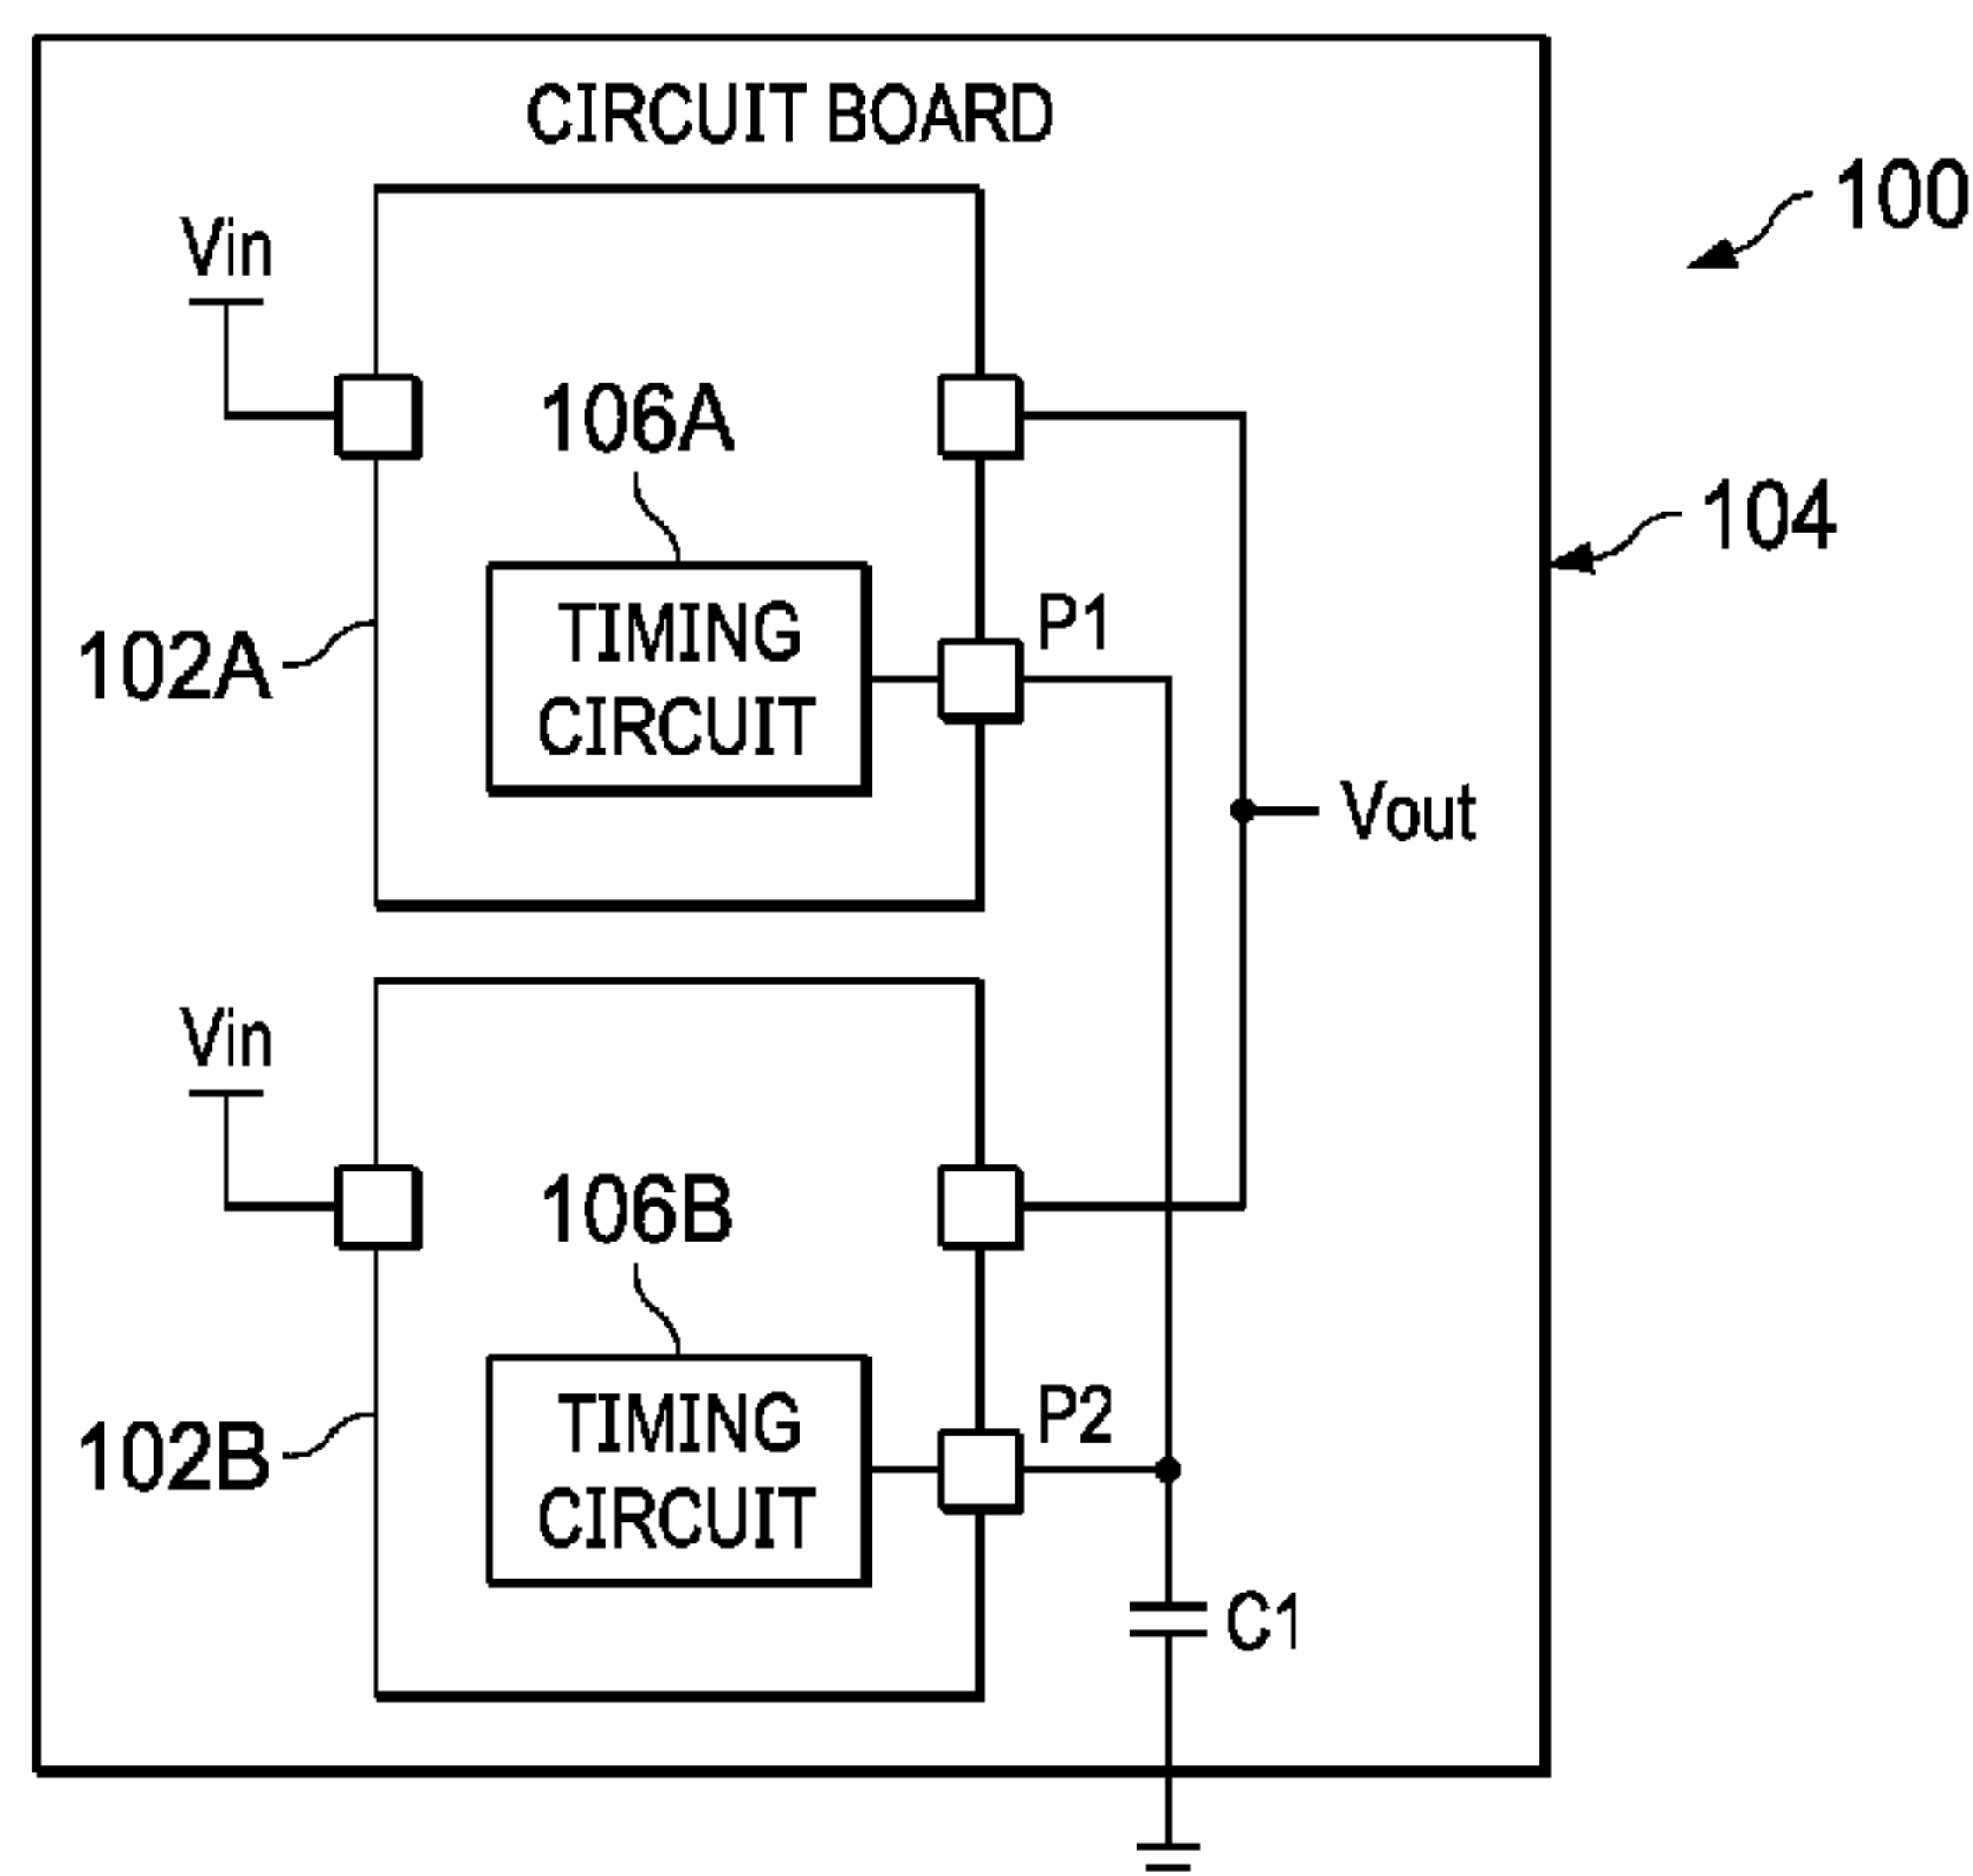 CIRCUIT BOARD
100
Vin
106A
104
102A
TIMING
CIRCUIT
P1
Vout
Vin
106B
102B
TIMING
CIRCUIT
P2
C1